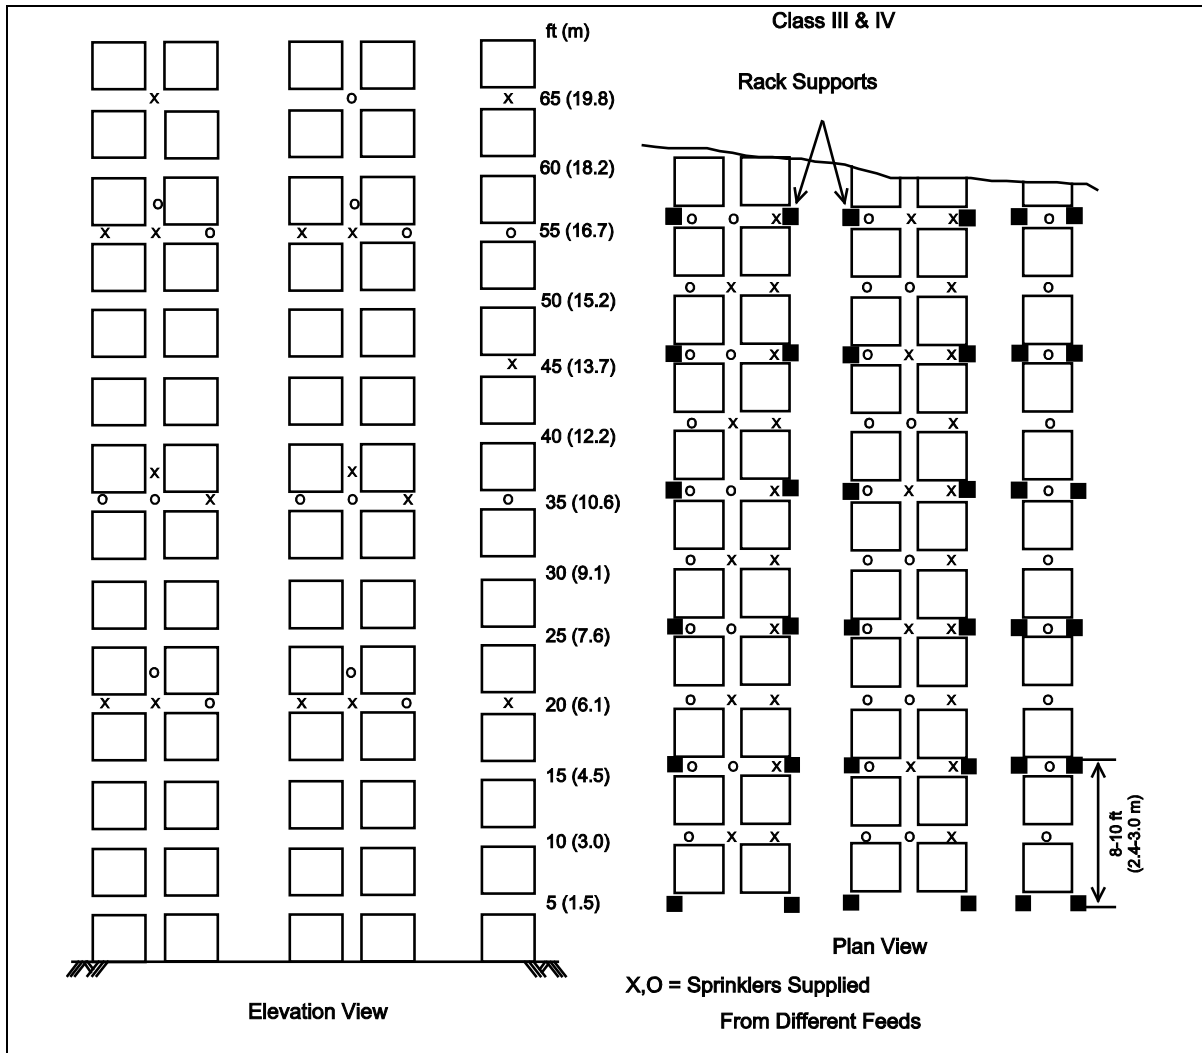 Class III & IV
ft (m)
Rack Supports
x o x 65 (19.8)
60 (18.2)
o o
x x o x x o o 55 (16.7)
50 (15.2)
x 45 (13.7)
40 (12.2)
x x
o o x o o x o 35 (10.6)
30 (9.1)
25 (7.6)
o o
x x o x x o x 20 (6.1)
15 (4.5)
10 (3.0)
5 (1.5)
Elevation View
o o x o x x o
o x x o o x o
o o x o x x o
o x x o o x o
o o x o x x o
o x x o o x o
o o x o x x o
o x x o o x o
o o x o x x o
o x x o o x o
8-10 ft
(2.4-3.0 m)
Plan View
X,O = Sprinklers Supplied
From Different Feeds